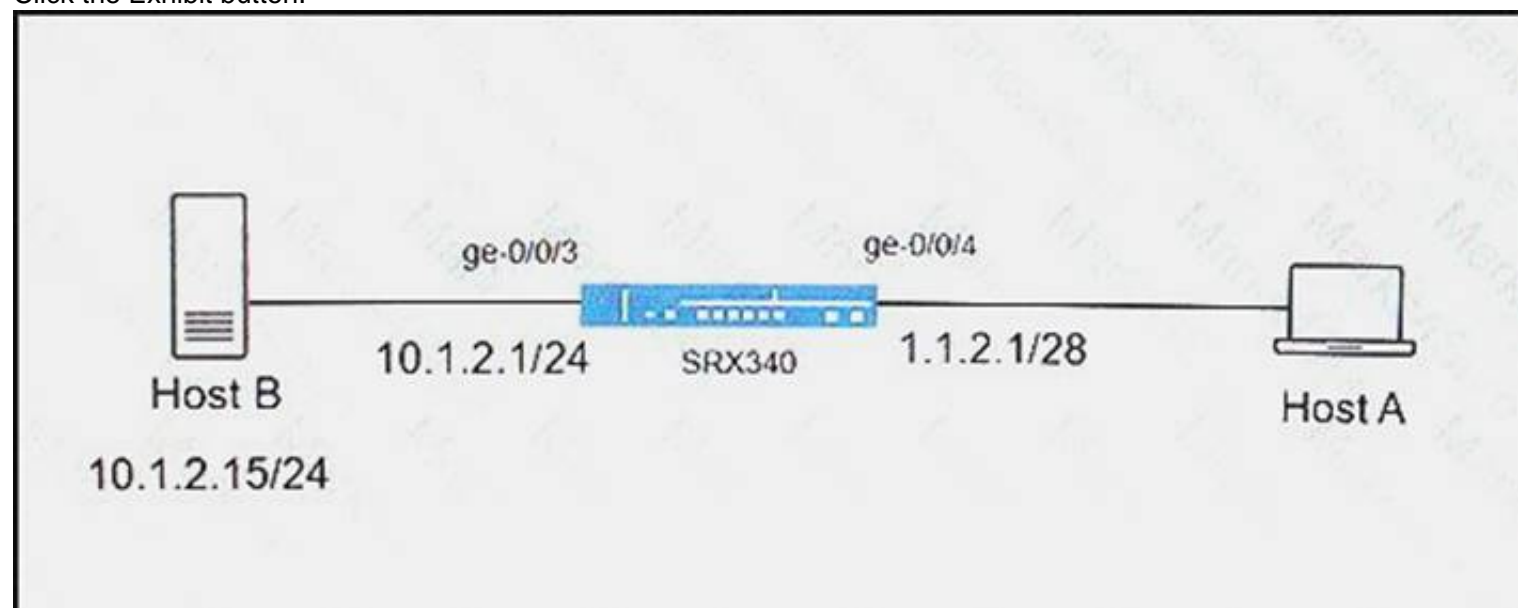 Click the Exhibit button.
ge-0/0/3
ge-0/0/4
10.1.2.1/24
SRX340
1.1.2.1/28
Host B
Host A
10.1.2.15/24